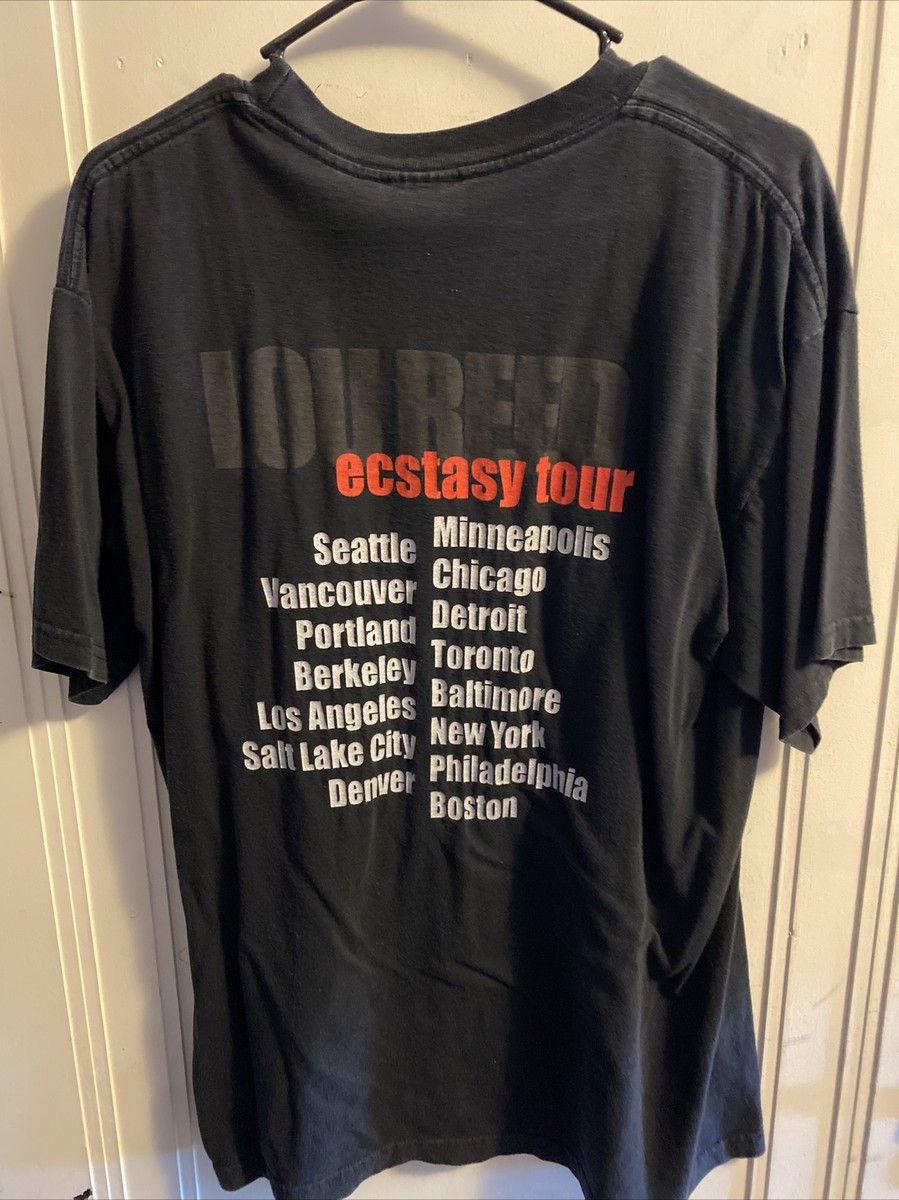 LOU REED
ecstasy tour
Seattle
Vancouver
Portland
Berkeley
Los Angeles
Salt Lake City
Denver
Minneapolis
Chicago
Detroit
Toronto
Baltimore
New York
Philadelphia
Boston